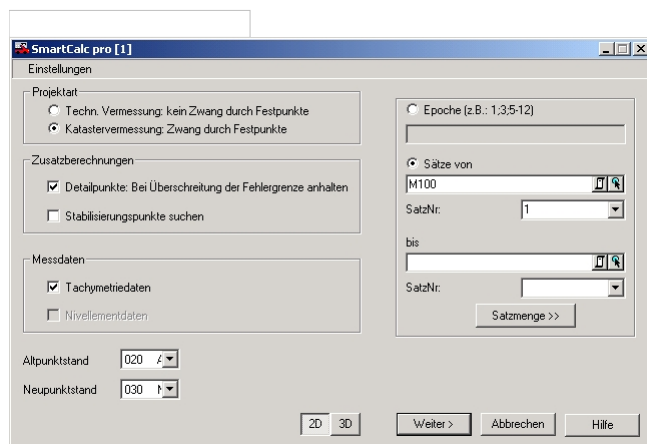 SmartCalc pro [1]
Einstellungen
Projektart
Techn. Vermessung: kein Zwang durch Festpunkte
Katastervermessung: Zwang durch Festpunkte
Zusatzberechnungen
Detailpunkte: Bei Überschreitung der Fehlergrenze anhalten
Stabilisierungspunkte suchen
Messdaten
Tachymetriedaten
Nivellementdaten
Altpunktstand 020 A
Neupunktstand 030
Epoche (z.B.: 1;3;5-12)
Sätze von
M100
SatzNr: 1
bis
SatzNr:
Satzmenge >>
2D 3D Weiter > Abbrechen Hilfe